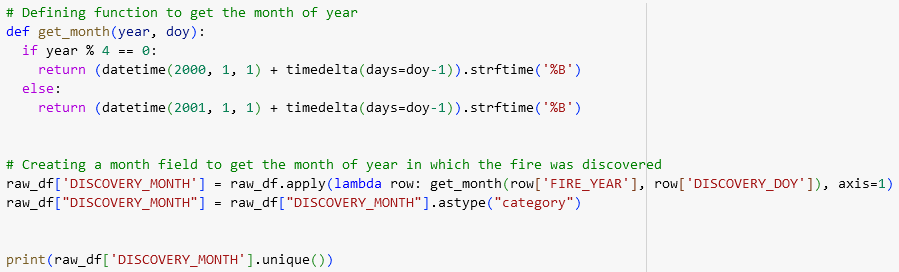 # Defining function to get the month of year
def get_month(year, doy):
  if year % 4 == 0:
    return (datetime(2000, 1, 1) + timedelta(days=doy-1)).strftime('%B')
  else:
    return (datetime(2001, 1, 1) + timedelta(days=doy-1)).strftime('%B')
# Creating a month field to get the month of year in which the fire was discovered
raw_df['DISCOVERY_MONTH'] = raw_df.apply(lambda row: get_month(row['FIRE_YEAR'], row['DISCOVERY_DOY']), axis=1)
raw_df["DISCOVERY_MONTH"] = raw_df["DISCOVERY_MONTH"].astype("category")
print(raw_df['DISCOVERY_MONTH'].unique())